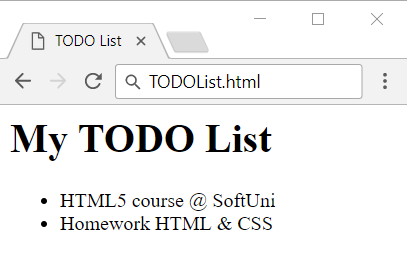 TODO List
TODOList.html
My TODO List
HTML5 course @ SoftUni
Homework HTML & CSS